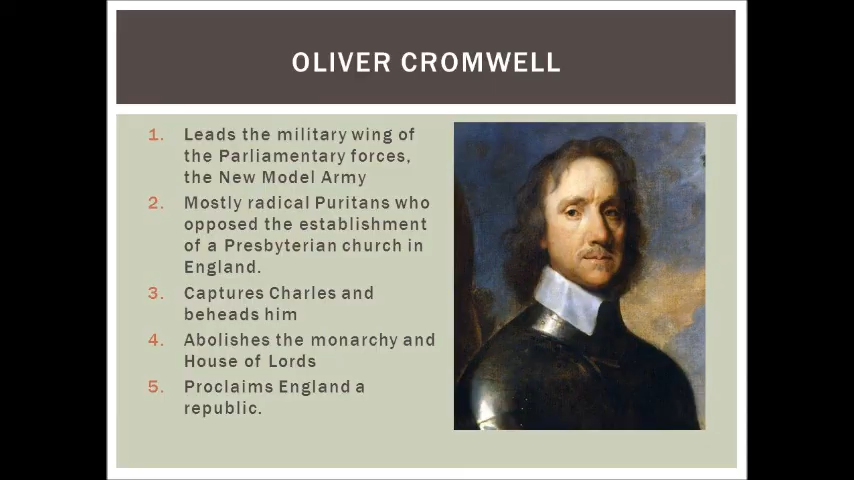 OLIVER CROMWELL
1. Leads the military wing of
the Parliamentary forces,
the New Model Army
2. Mostly radical Puritans who
opposed the establishment
of a Presbyterian church in
England.
3. Captures Charles and
beheads him
4. Abolishes the monarchy and
House of Lords
5. Proclaims England a
republic.